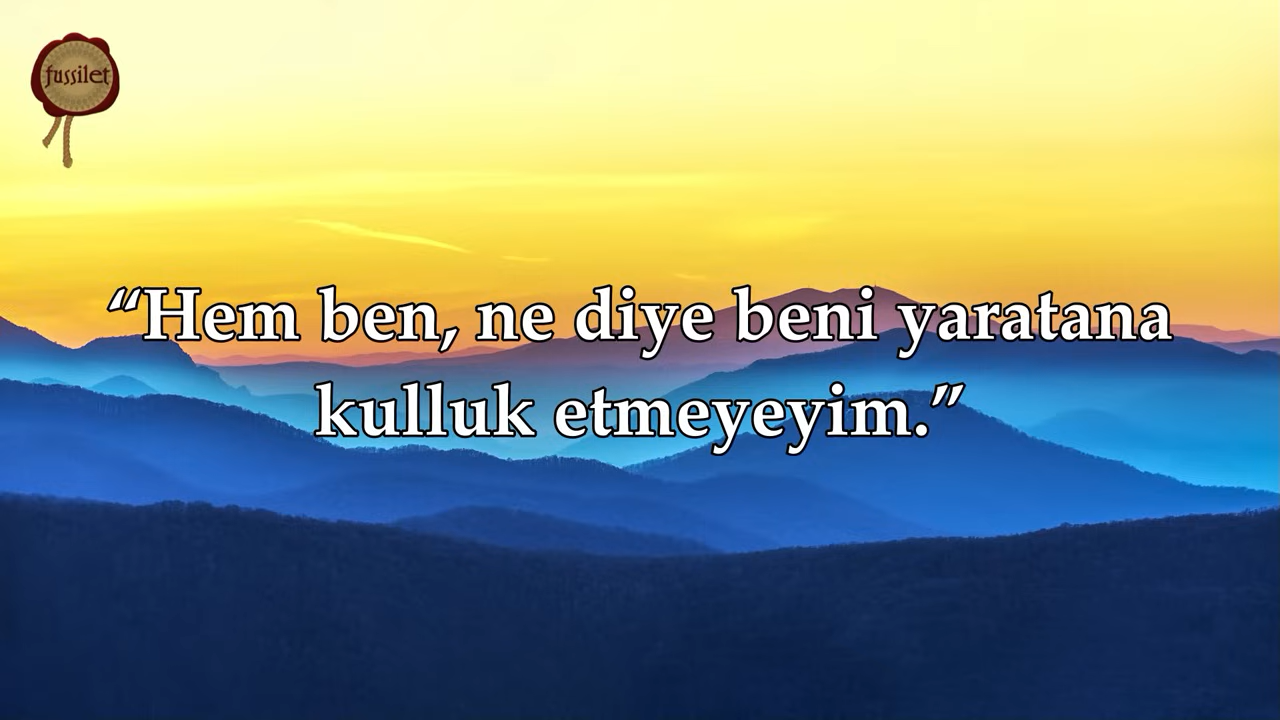 fussilet
“Hem ben, ne diye beni yaratana
kulluk etmeyeyim.”